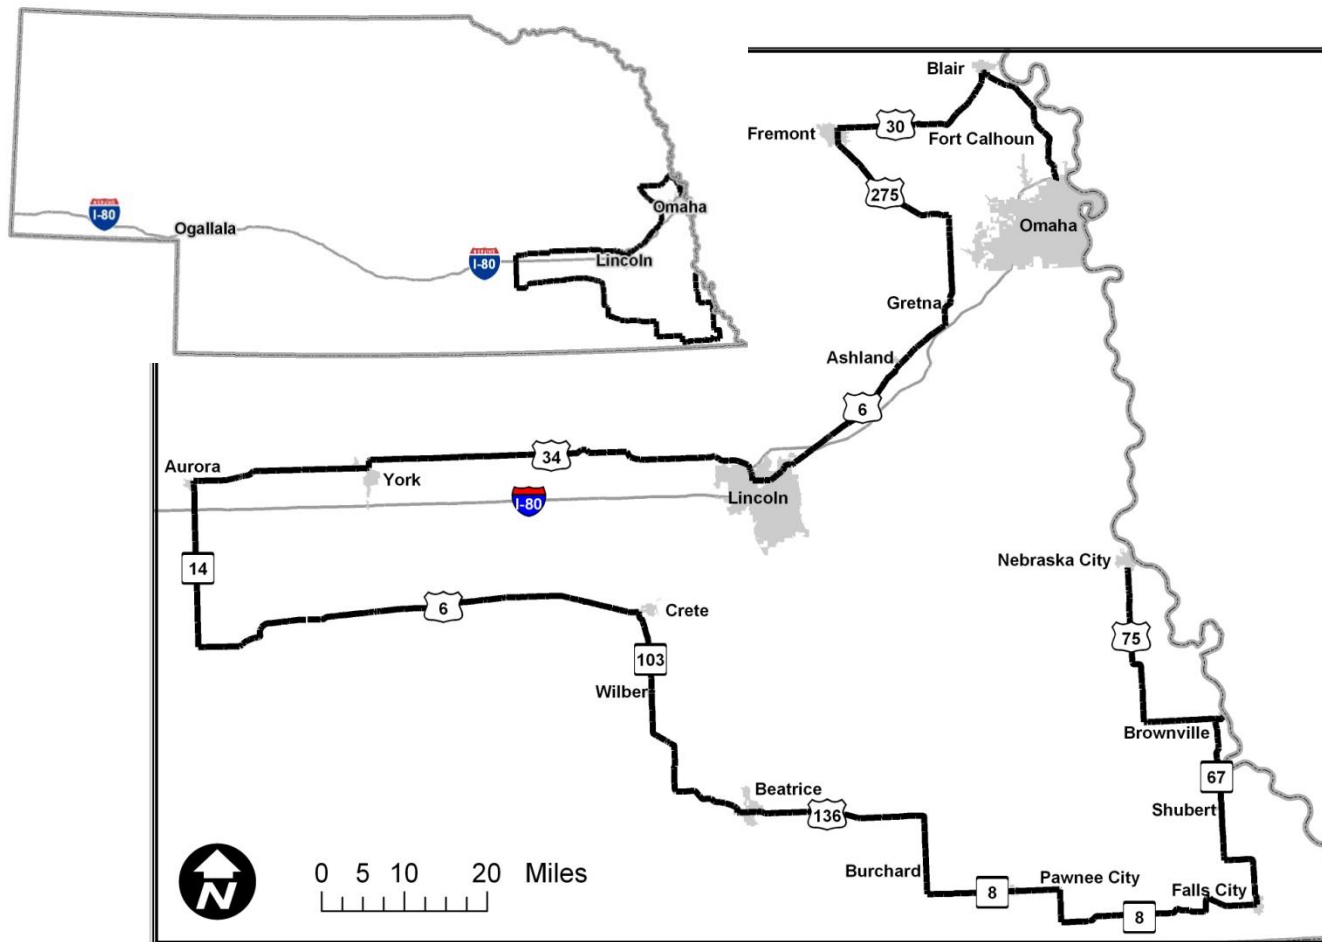 Blair
Fremont
30
Fort Calhoun
275
Omaha
I-80
Ogallala
Omaha
I-80
Lincoln
Gretna
Ashland
6
Aurora
34
York
Lincoln
I-80
Nebraska City
14
6
Crete
75
103
Wilber
Brownville
67
Beatrice
Shubert
136
Burchard
Pawnee City
8
Falls City
8
N
0 5 10 20 Miles